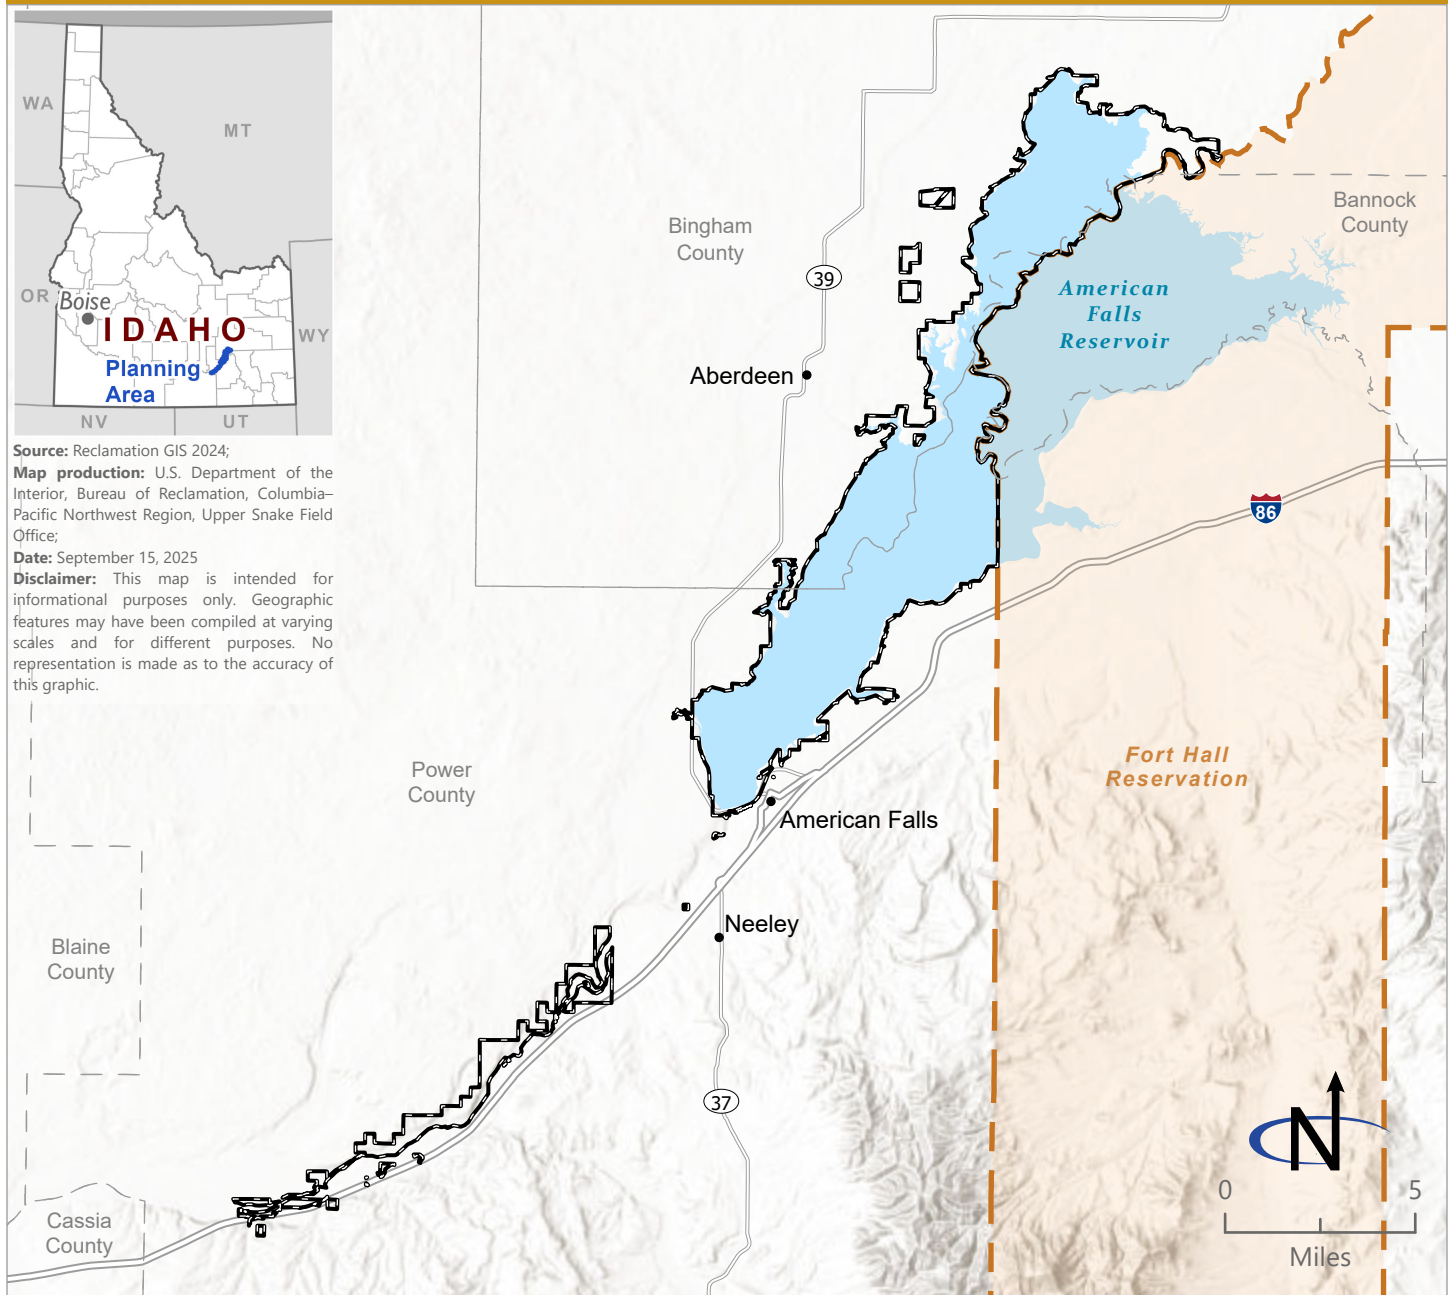 WA
MT
OR
Boise
IDAHO
WY
Planning
Area
NV
UT
Source: Reclamation GIS 2024;
Map production: U.S. Department of the
Interior, Bureau of Reclamation, Columbia–
Pacific Northwest Region, Upper Snake Field
Office;
Date: September 15, 2025
Disclaimer: This map is intended for
informational purposes only. Geographic
features may have been compiled at varying
scales and for different purposes. No
representation is made as to the accuracy of
this graphic.
Bingham
County
Bannock
County
39
American
Falls
Reservoir
Aberdeen
86
Fort Hall
Reservation
Power
County
American Falls
Neeley
Blaine
County
37
Cassia
County
N
0
5
Miles